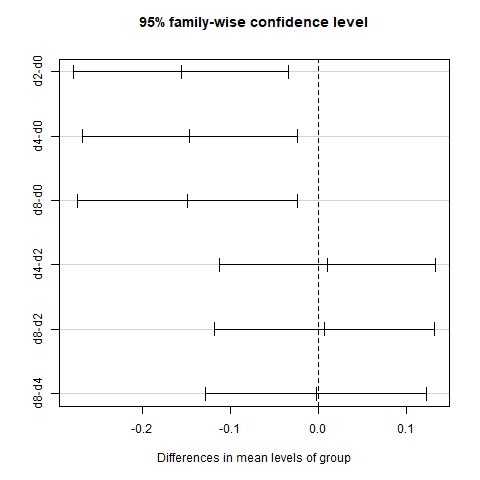 95% family-wise confidence level
d2-d0
d4-d0
d8-d0
d4-d2
d8-d2
d8-d4
-0.2 -0.1 0.0 0.1
Differences in mean levels of group